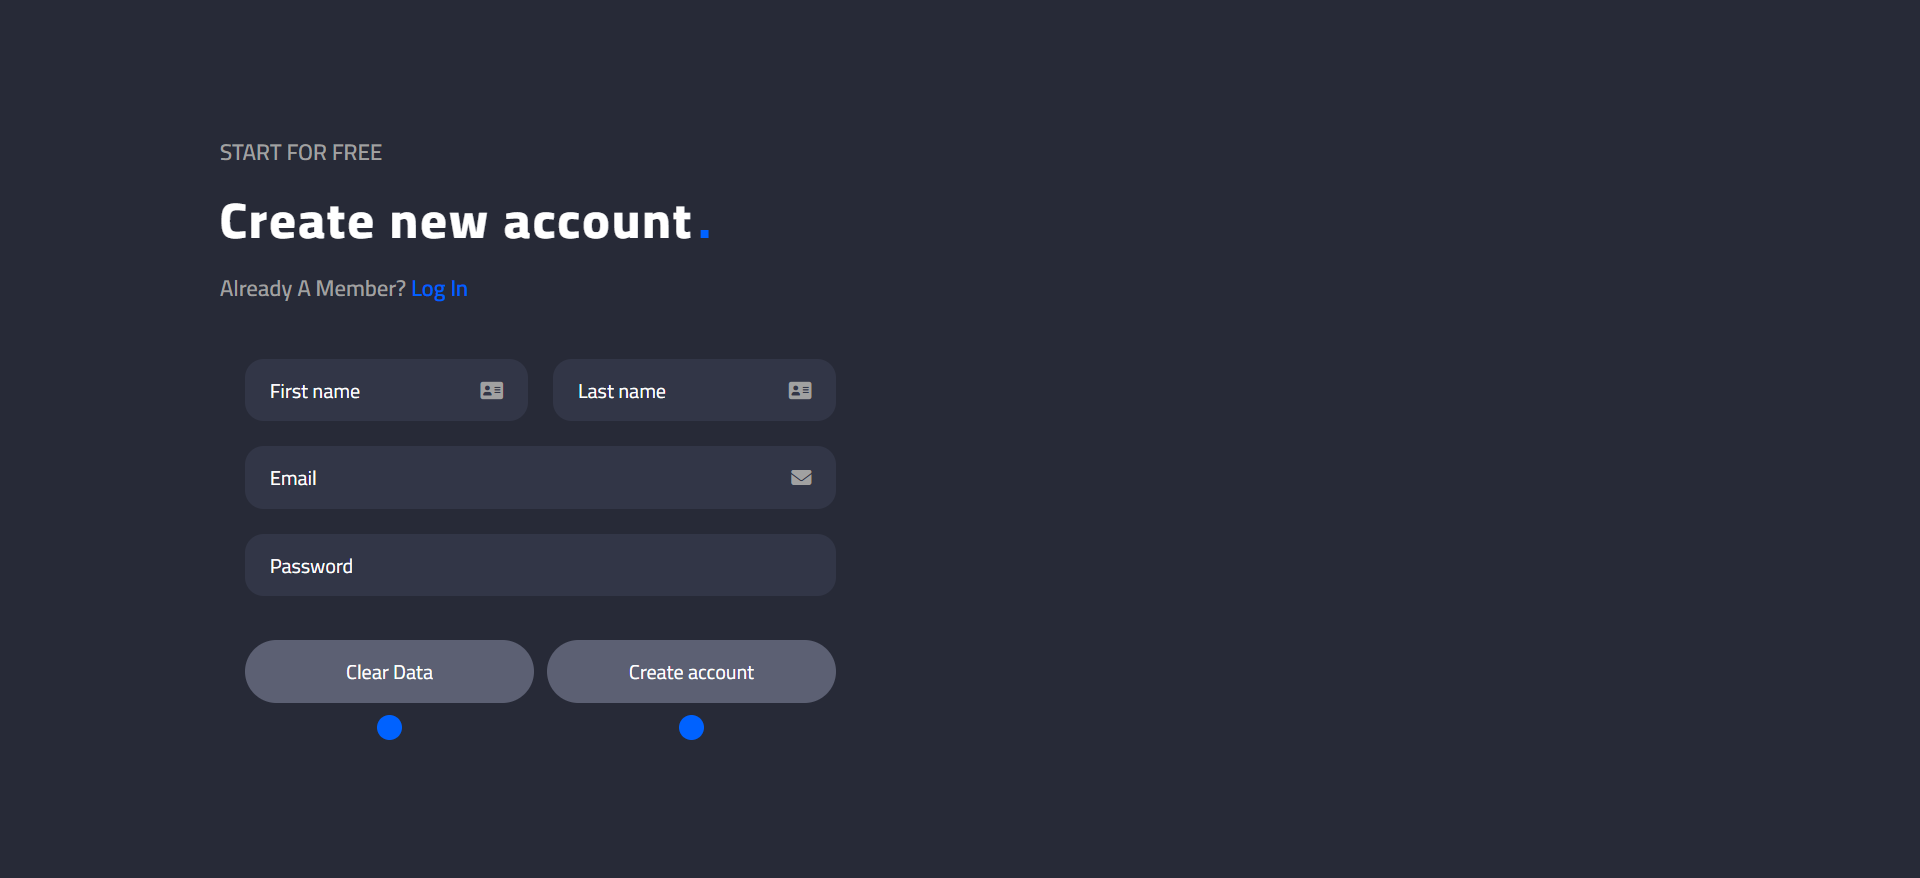 START FOR FREE
Create new account.
Already A Member? Log In
First name
Last name
Email
Password
Clear Data
Create account